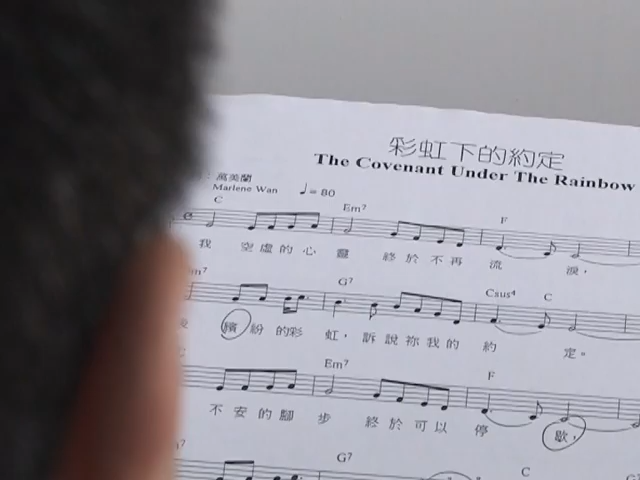 彩虹下的約定
The Covenant Under The Rainbow
萬美蘭
Marlene Wan ♩= 80
C Em7 F
我 空虛的心靈 終於不再流 淚，
m7 G7 Csus4 C
繽紛的彩虹，訴說祢我的約 定。
Em7 F
不安的腳步 終於可以停 歇，
G7 C